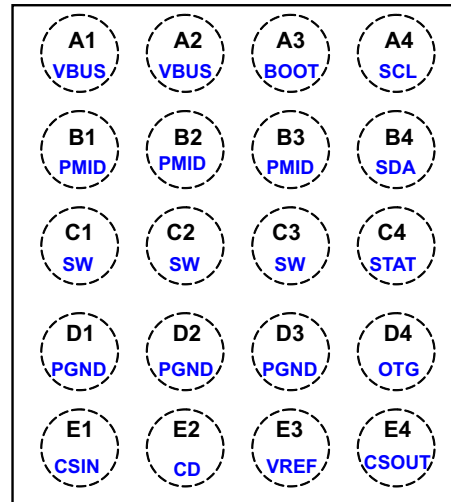 A1 A2 A3 A4
VBUS VBUS BOOT SCL
B1 B2 B3 B4
PMID PMID PMID SDA
C1 C2 C3 C4
SW SW SW STAT
D1 D2 D3 D4
PGND PGND PGND OTG
E1 E2 E3 E4
CSIN CD VREF CSOUT